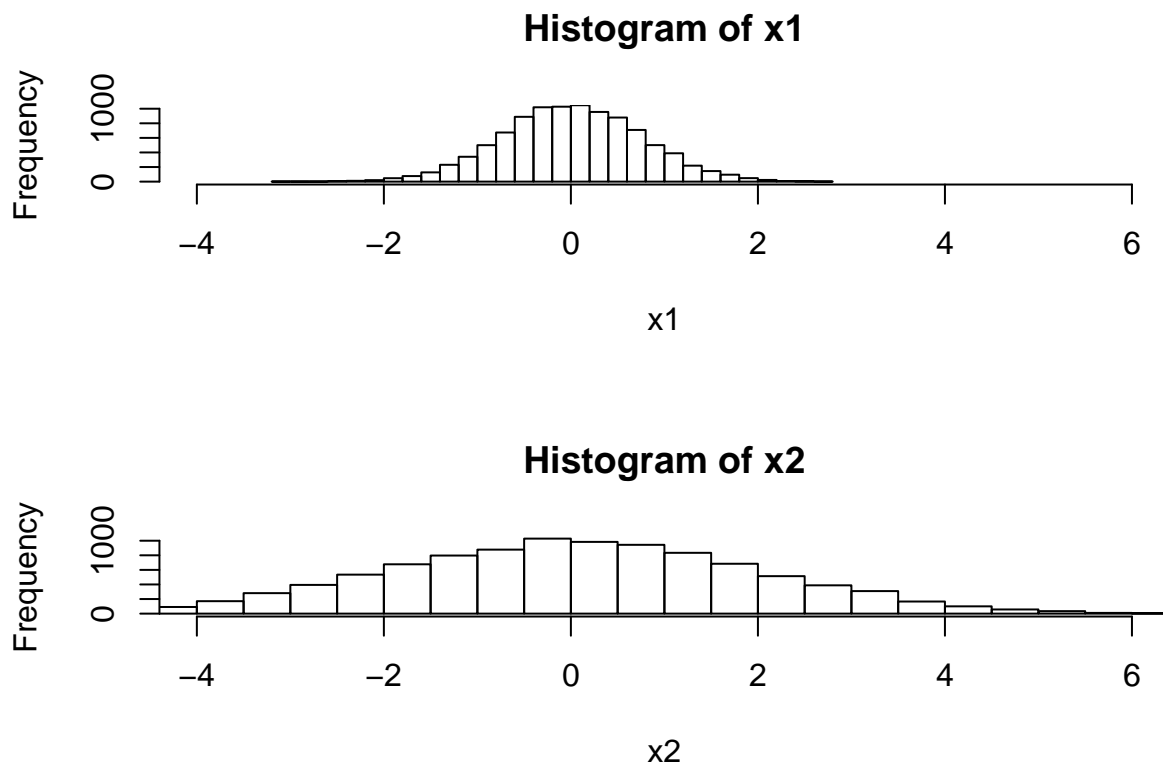 Histogram of x1
Frequency
0 1000
−4 −2 0 2 4 6
x1
Histogram of x2
Frequency
0 1000
−4 −2 0 2 4 6
x2